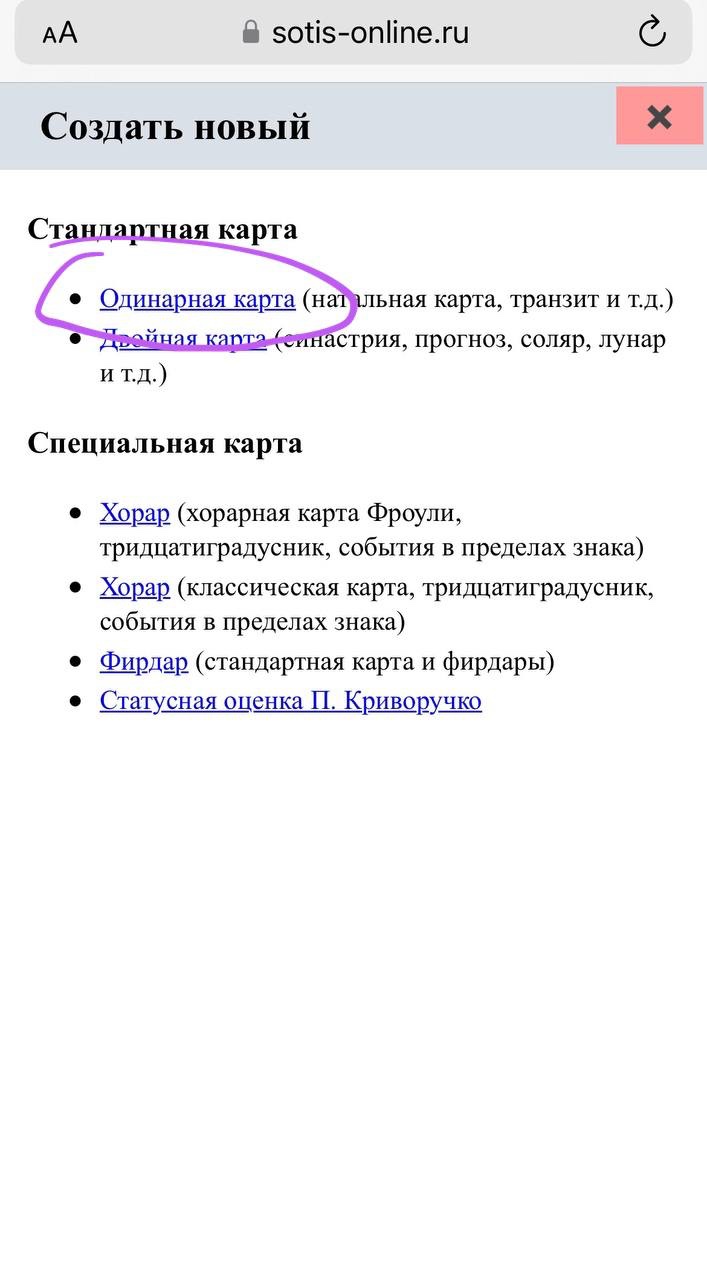 AA sotis-online.ru
Создать новый
Стандартная карта
Одинарная карта (натальная карта, транзит и т.д.)
Двойная карта (синастрия, прогноз, соляр, лунар
и т.д.)
Специальная карта
Хорар (хорарная карта Фроули,
тридцатиградусник, события в пределах знака)
Хорар (классическая карта, тридцатиградусник,
события в пределах знака)
Фирдар (стандартная карта и фирдары)
Статусная оценка П. Криворучко